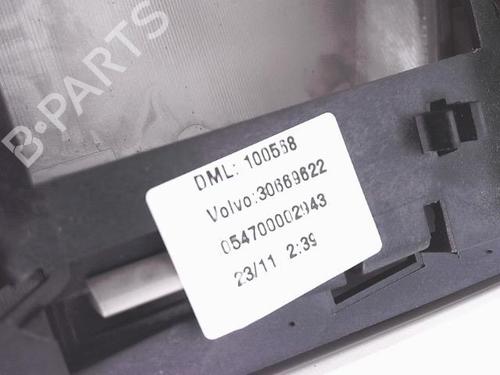 B-PARTS
DML: 100568
Volvo:30669622
054700002943
23/11 2:39